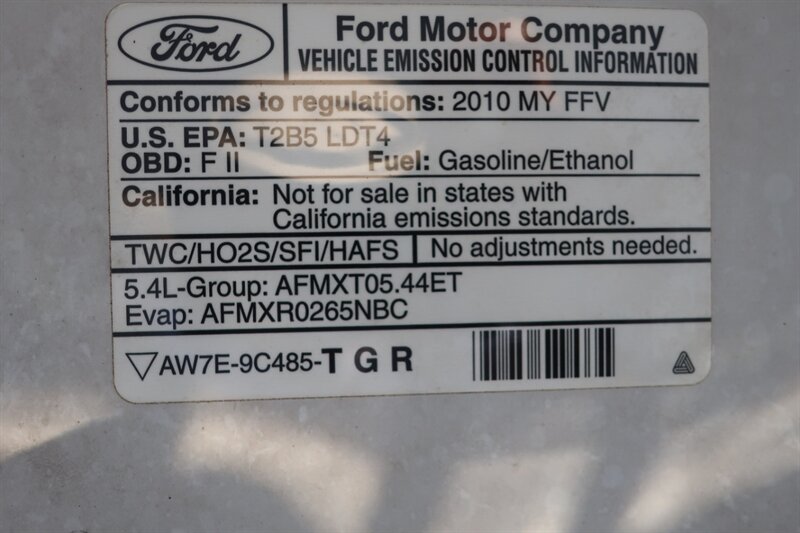 Ford
Ford Motor Company
VEHICLE EMISSION CONTROL INFORMATION
Conforms to regulations: 2010 MY FFV
U.S. EPA: T2B5 LDT4
OBD: F II Fuel: Gasoline/Ethanol
California: Not for sale in states with
California emissions standards.
TWC/HO2S/SFI/HAFS No adjustments needed.
5.4L-Group: AFMXT05.44ET
Evap: AFMXR0265NBC
▽AW7E-9C485-TGR